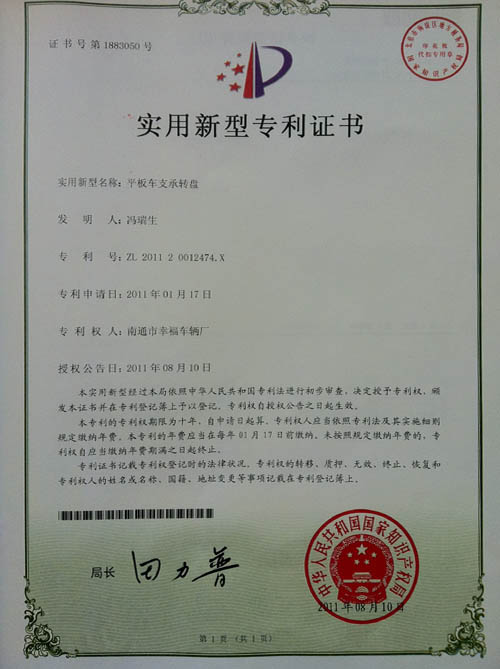 证书号第1883050号
印花税
代扣专用章
实用新型专利证书
实用新型名称：平板车支承转盘
发明人：冯瑞生
专利号：ZL 2011 2 0012474.X
专利申请日：2011年01月17日
专利权人：南通市幸福车辆厂
授权公告日：2011年08月10日
本实用新型经过本局依照中华人民共和国专利法进行初步审查，决定授予专利权，颁
发本证书并在专利登记簿上予以登记。专利权自授权公告之日起生效。
本专利的专利权期限为十年，自申请日起算。专利权人应当依照专利法及其实施细则
规定缴纳年费。本专利的年费应当在每年01月17日前缴纳。未按照规定缴纳年费的，专
利权自应当缴纳年费期满之日起终止。
专利证书记载专利权登记时的法律状况。专利权的转移、质押、无效、终止、恢复和
专利权人的姓名或名称、国籍、地址变更等事项记载在专利登记簿上。
局长
田力普
中华人民共和国国家知识产权局
2011年08月10日
第1页（共1页）